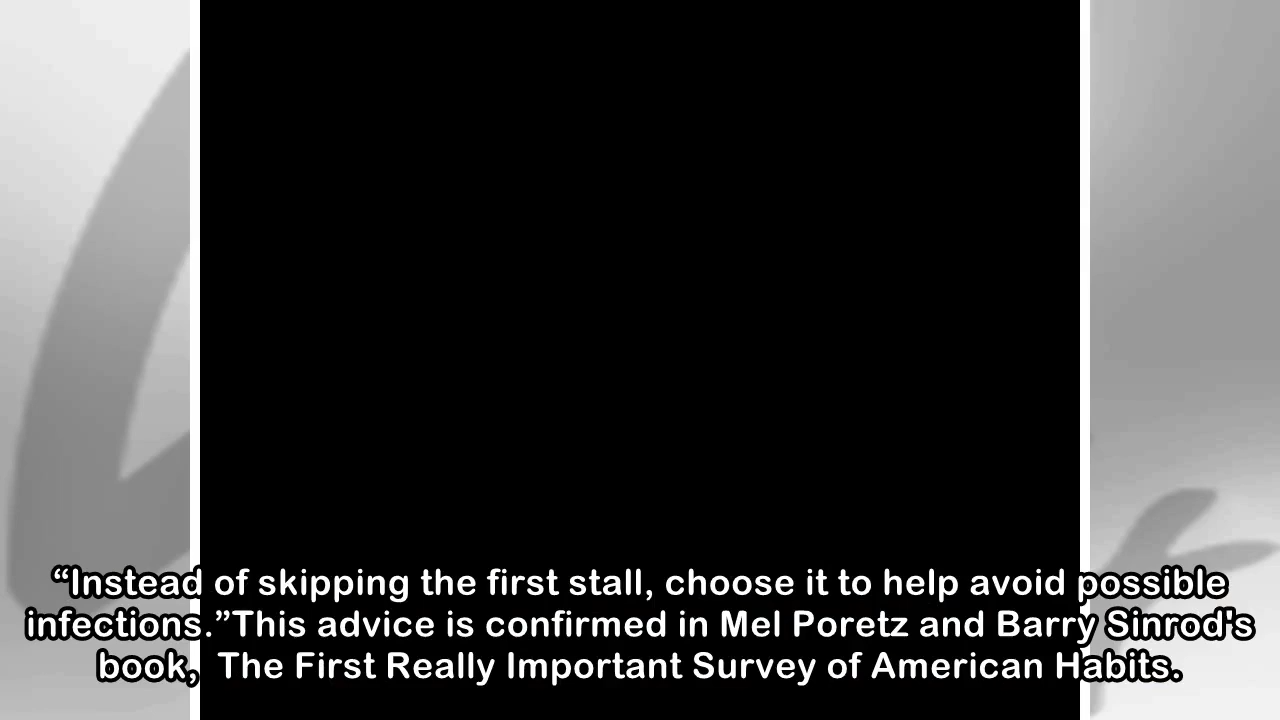 “Instead of skipping the first stall, choose it to help avoid possible
infections.”This advice is confirmed in Mel Poretz and Barry Sinrod's
book,  The First Really Important Survey of American Habits.